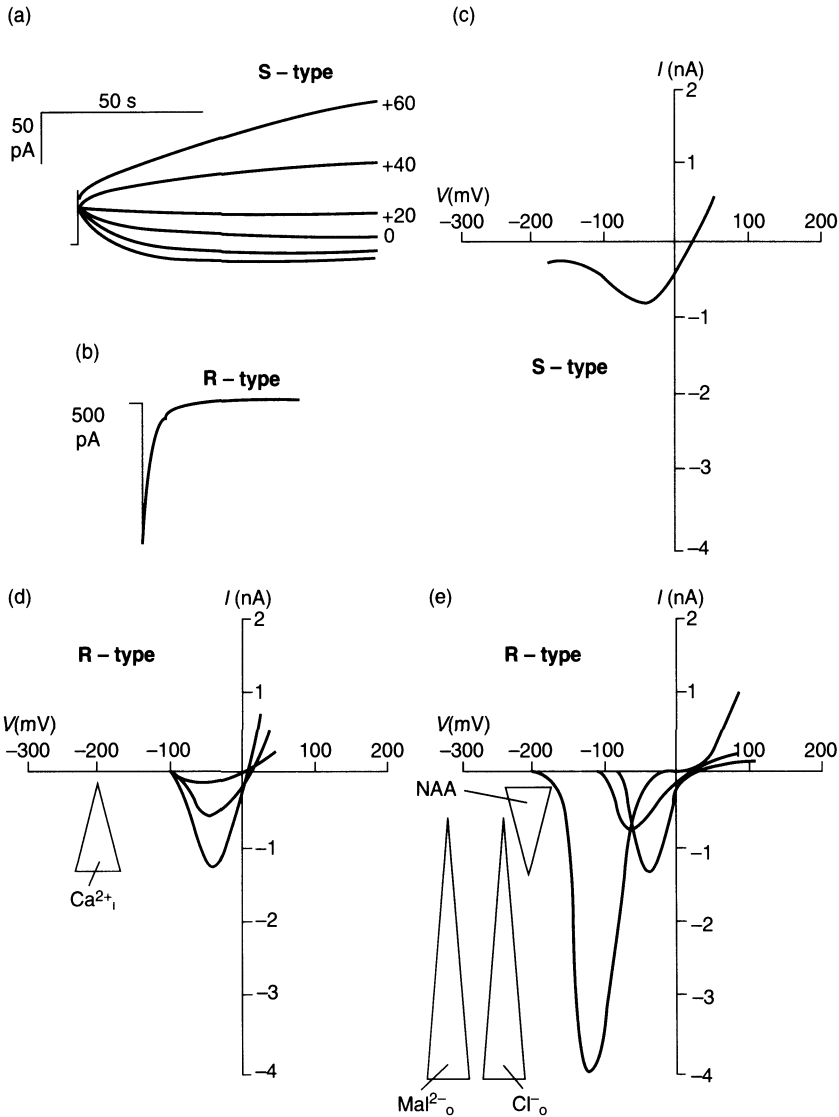 (a)
S – type
50 s
50
pA
+60
+40
+20
0
(b)
R – type
500
pA
(c)
I (nA)
2
1
V(mV)
–300 –200 –100 100 200
–1
S – type
–2
–3
–4
(d)
I (nA)
2
R – type
1
V(mV)
–300 –200 –100 100 200
–1
Ca²⁺ᵢ
–2
–3
–4
(e)
I (nA)
2
R – type
1
V(mV)
–300 –200 –100 100 200
NAA
–1
–2
–3
–4
Mal²⁻ₒ Cl⁻ₒ